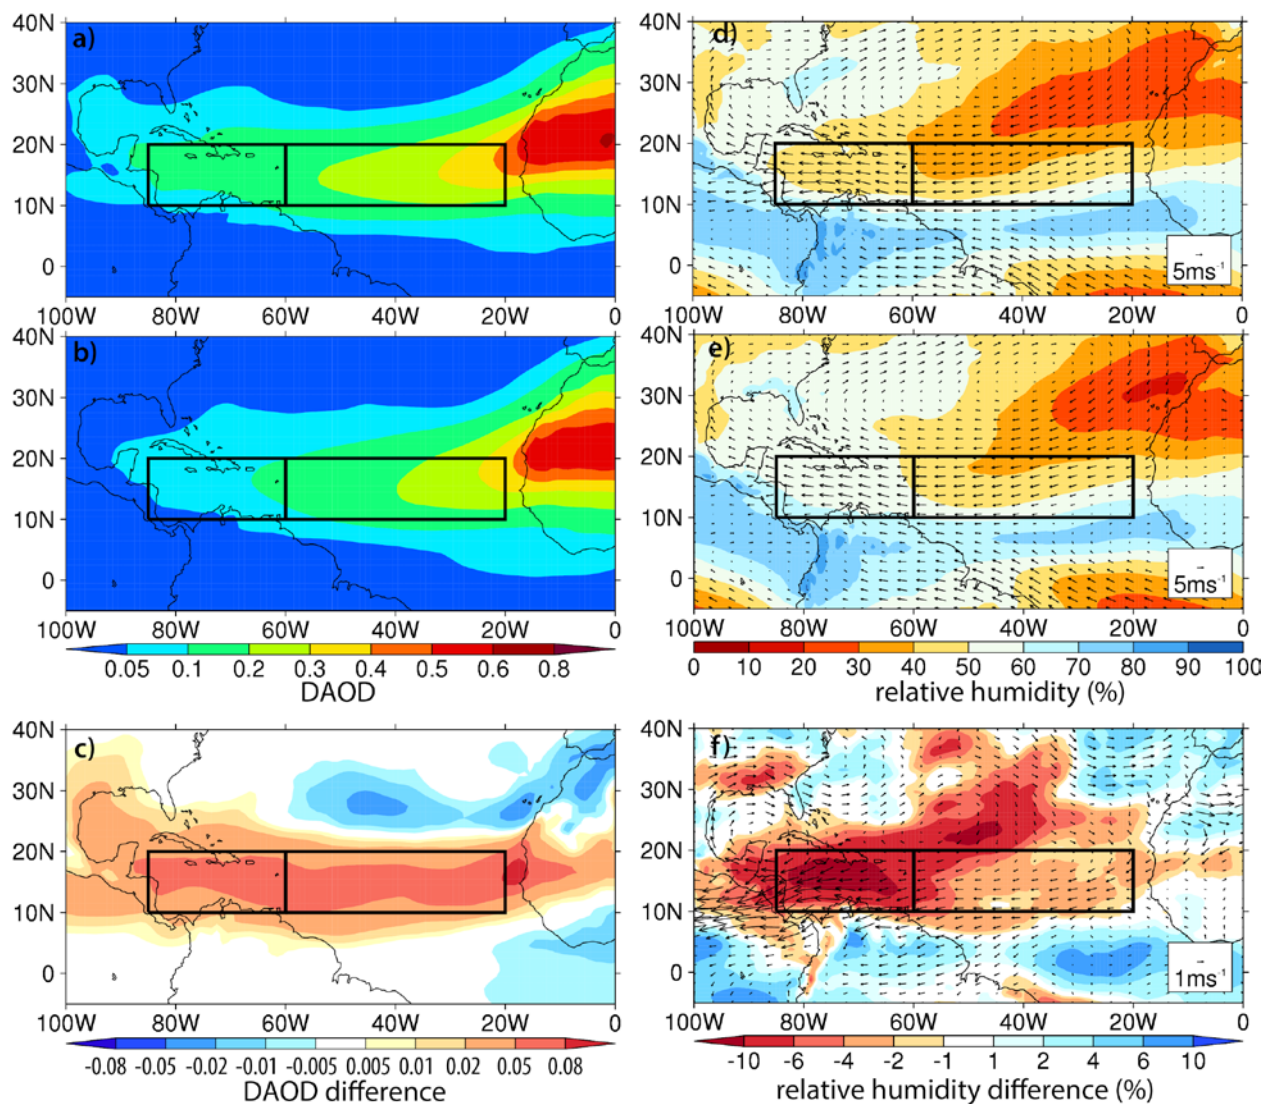 a)
40N
30N
20N
10N
0
100W 80W 60W 40W 20W 0
d)
40N
30N
20N
10N
0
5ms-1
100W 80W 60W 40W 20W 0
b)
40N
30N
20N
10N
0
100W 80W 60W 40W 20W 0
0.05 0.1 0.2 0.3 0.4 0.5 0.6 0.8
DAOD
e)
40N
30N
20N
10N
0
5ms-1
100W 80W 60W 40W 20W 0
0 10 20 30 40 50 60 70 80 90 100
relative humidity (%)
c)
40N
30N
20N
10N
0
100W 80W 60W 40W 20W 0
-0.08 -0.05 -0.02 -0.01 -0.005 0.005 0.01 0.02 0.05 0.08
DAOD difference
f)
40N
30N
20N
10N
0
1ms-1
100W 80W 60W 40W 20W 0
-10 -6 -4 -2 -1 1 2 4 6 10
relative humidity difference (%)